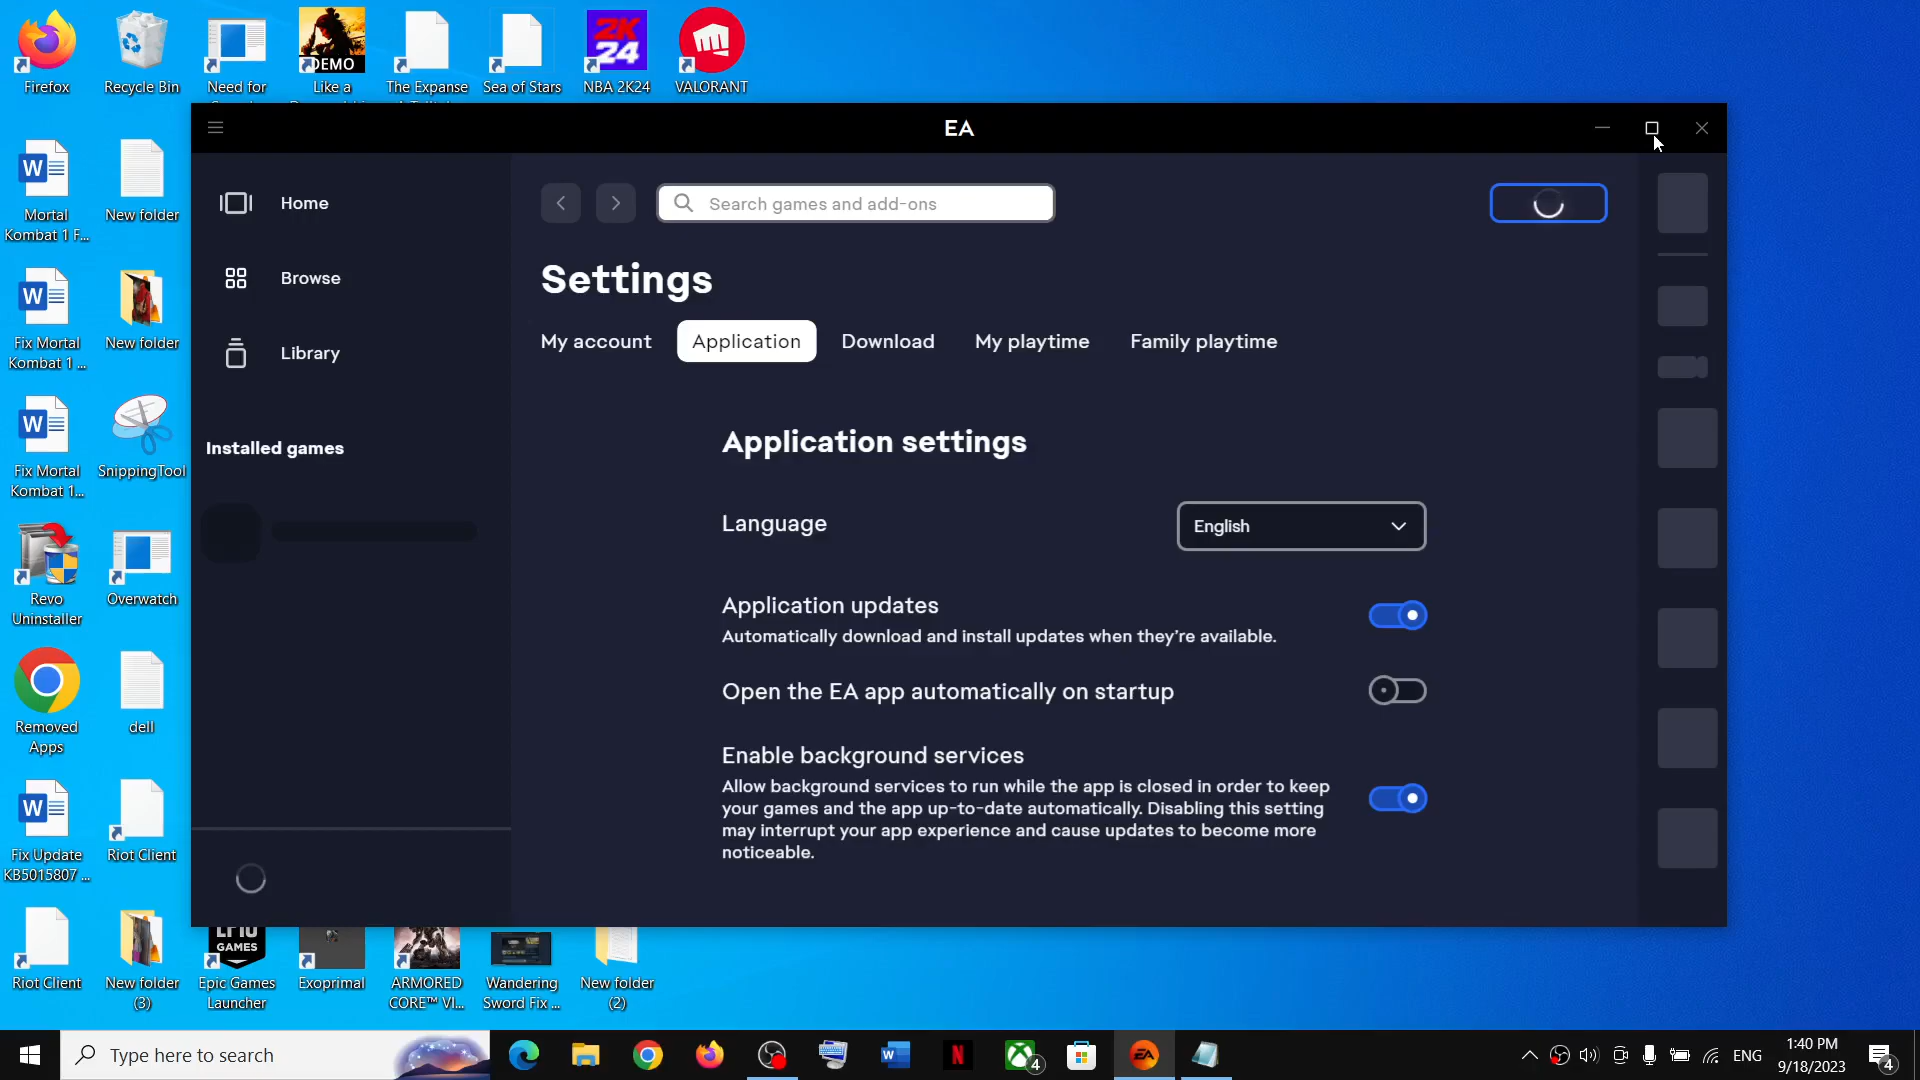 Firefox
Recycle Bin
Need for
DEMO
Like a
The Expanse
Sea of Stars
2K
24
NBA 2K24
VALORANT
EA
Mortal
Kombat 1 F...
New folder
Home
Search games and add-ons
Browse
Settings
My account
Application
Download
My playtime
Family playtime
Library
Fix Mortal
Kombat 1 ...
New folder
Installed games
Application settings
Fix Mortal
Kombat 1...
SnippingTool
Language
English
Application updates
Automatically download and install updates when they're available.
Revo
Uninstaller
Overwatch
Open the EA app automatically on startup
Removed
Apps
dell
Enable background services
Allow background services to run while the app is closed in order to keep
your games and the app up-to-date automatically. Disabling this setting
may interrupt your app experience and cause updates to become more
noticeable.
Fix Update
KB5015807 ...
Riot Client
GAMES
Riot Client
New folder
(3)
Epic Games
Launcher
Exoprimal
ARMORED
CORE™ VI...
Wandering
Sword Fix ...
New folder
(2)
Type here to search
4
ENG
1:40 PM
9/18/2023
4